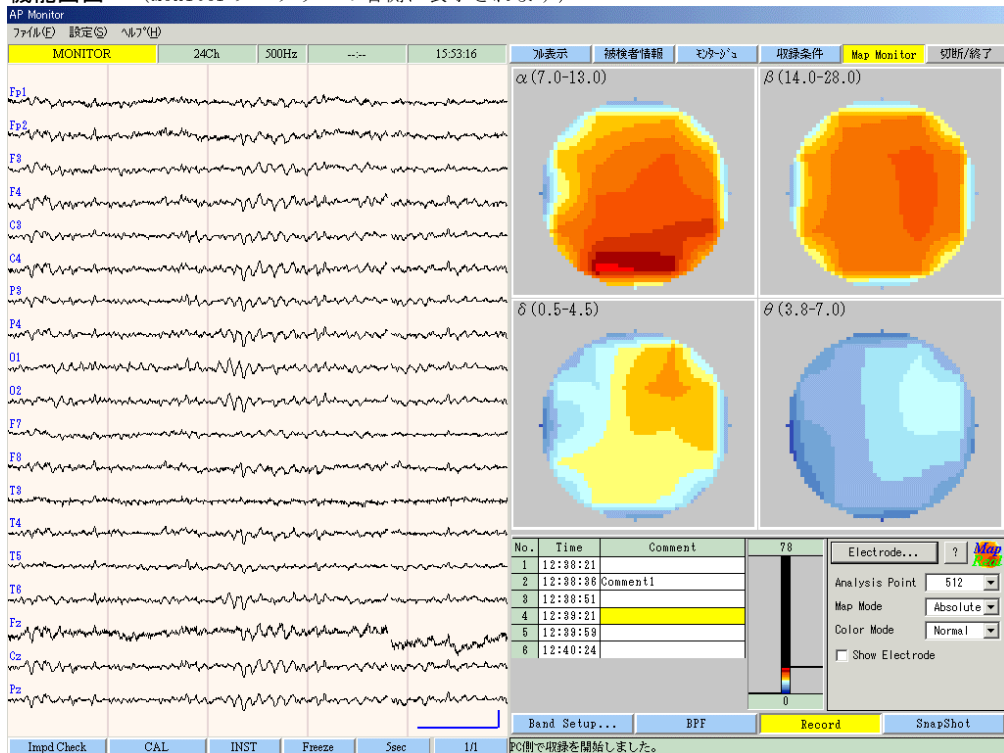 AP Monitor
ファイル(F) 設定(S) ヘルプ(H)
MONITOR 24Ch 500Hz --:-- 15:53:16
フル表示 被検者情報 モンタージュ 収録条件 Map Monitor 切断/終了
α(7.0-13.0) β(14.0-28.0)
Fp1
Fp2
F3
F4
C3
C4
P3
P4
O1
O2
F7
F8
T3
T4
T5
T6
Fz
Cz
Pz
δ(0.5-4.5) θ(3.8-7.0)
No. Time Comment
1 12:38:21
2 12:38:36 Comment1
3 12:38:51
4 12:39:21
5 12:39:59
6 12:40:24
78
0
Electrode... ? Map
Analysis Point 512
Map Mode Absolute
Color Mode Normal
Show Electrode
Band Setup... BPF Record SnapShot
Impd Check CAL INST Freeze 5sec 1/1
PC側で収録を開始しました。